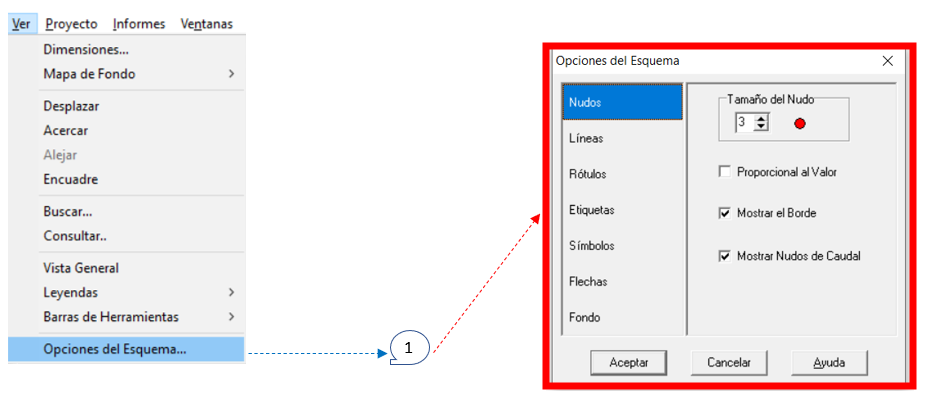 Ver Proyecto Informes Ventanas
Dimensiones...
Mapa de Fondo
Desplazar
Acercar
Alejar
Encuadre
Buscar...
Consultar..
Vista General
Leyendas
Barras de Herramientas
Opciones del Esquema...
1
Opciones del Esquema
Nudos
Líneas
Rótulos
Etiquetas
Símbolos
Flechas
Fondo
Tamaño del Nudo
3
Proporcional al Valor
Mostrar el Borde
Mostrar Nudos de Caudal
Aceptar Cancelar Ayuda